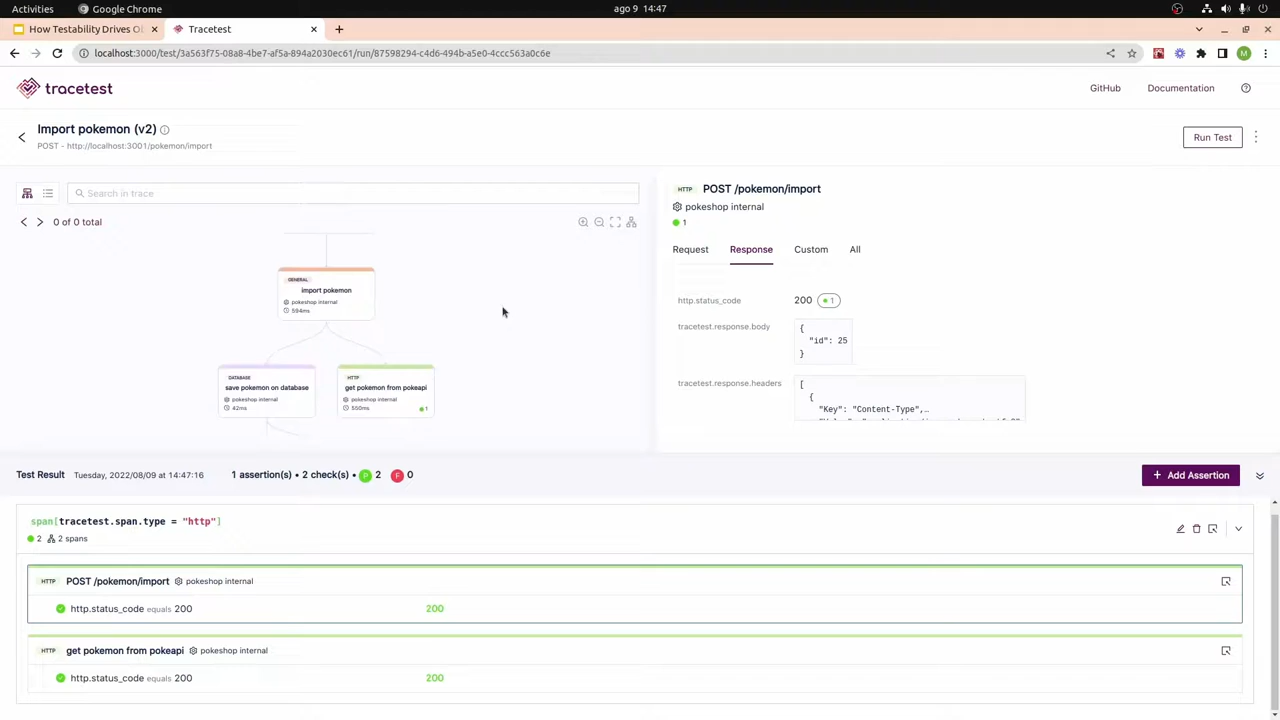 Activities
Google Chrome
ago 9 14:47
How Testability Drives Ob
Tracetest
localhost:3000/test/3a563f75-08a8-4be7-af5a-894a2030ec61/run/87598294-c4d6-494b-a5e0-4ccc563a0c6e
M
tracetest
GitHub
Documentation
Import pokemon (v2)
POST - http://localhost:3001/pokemon/import
Run Test
Search in trace
0 of 0 total
GENERAL
import pokemon
pokeshop internal
594ms
DATABASE
save pokemon on database
pokeshop internal
42ms
HTTP
get pokemon from pokeapi
pokeshop internal
550ms
1
HTTP POST /pokemon/import
pokeshop internal
1
Request Response Custom All
http.status_code 200 1
tracetest.response.body
{
"id": 25
}
tracetest.response.headers
[
{
"Key": "Content-Type",…
Test Result Tuesday, 2022/08/09 at 14:47:16 1 assertion(s) • 2 check(s) • P 2 F 0
+ Add Assertion
span[tracetest.span.type = "http"]
2 2 spans
HTTP POST /pokemon/import pokeshop internal
http.status_code equals 200 200
HTTP get pokemon from pokeapi pokeshop internal
http.status_code equals 200 200